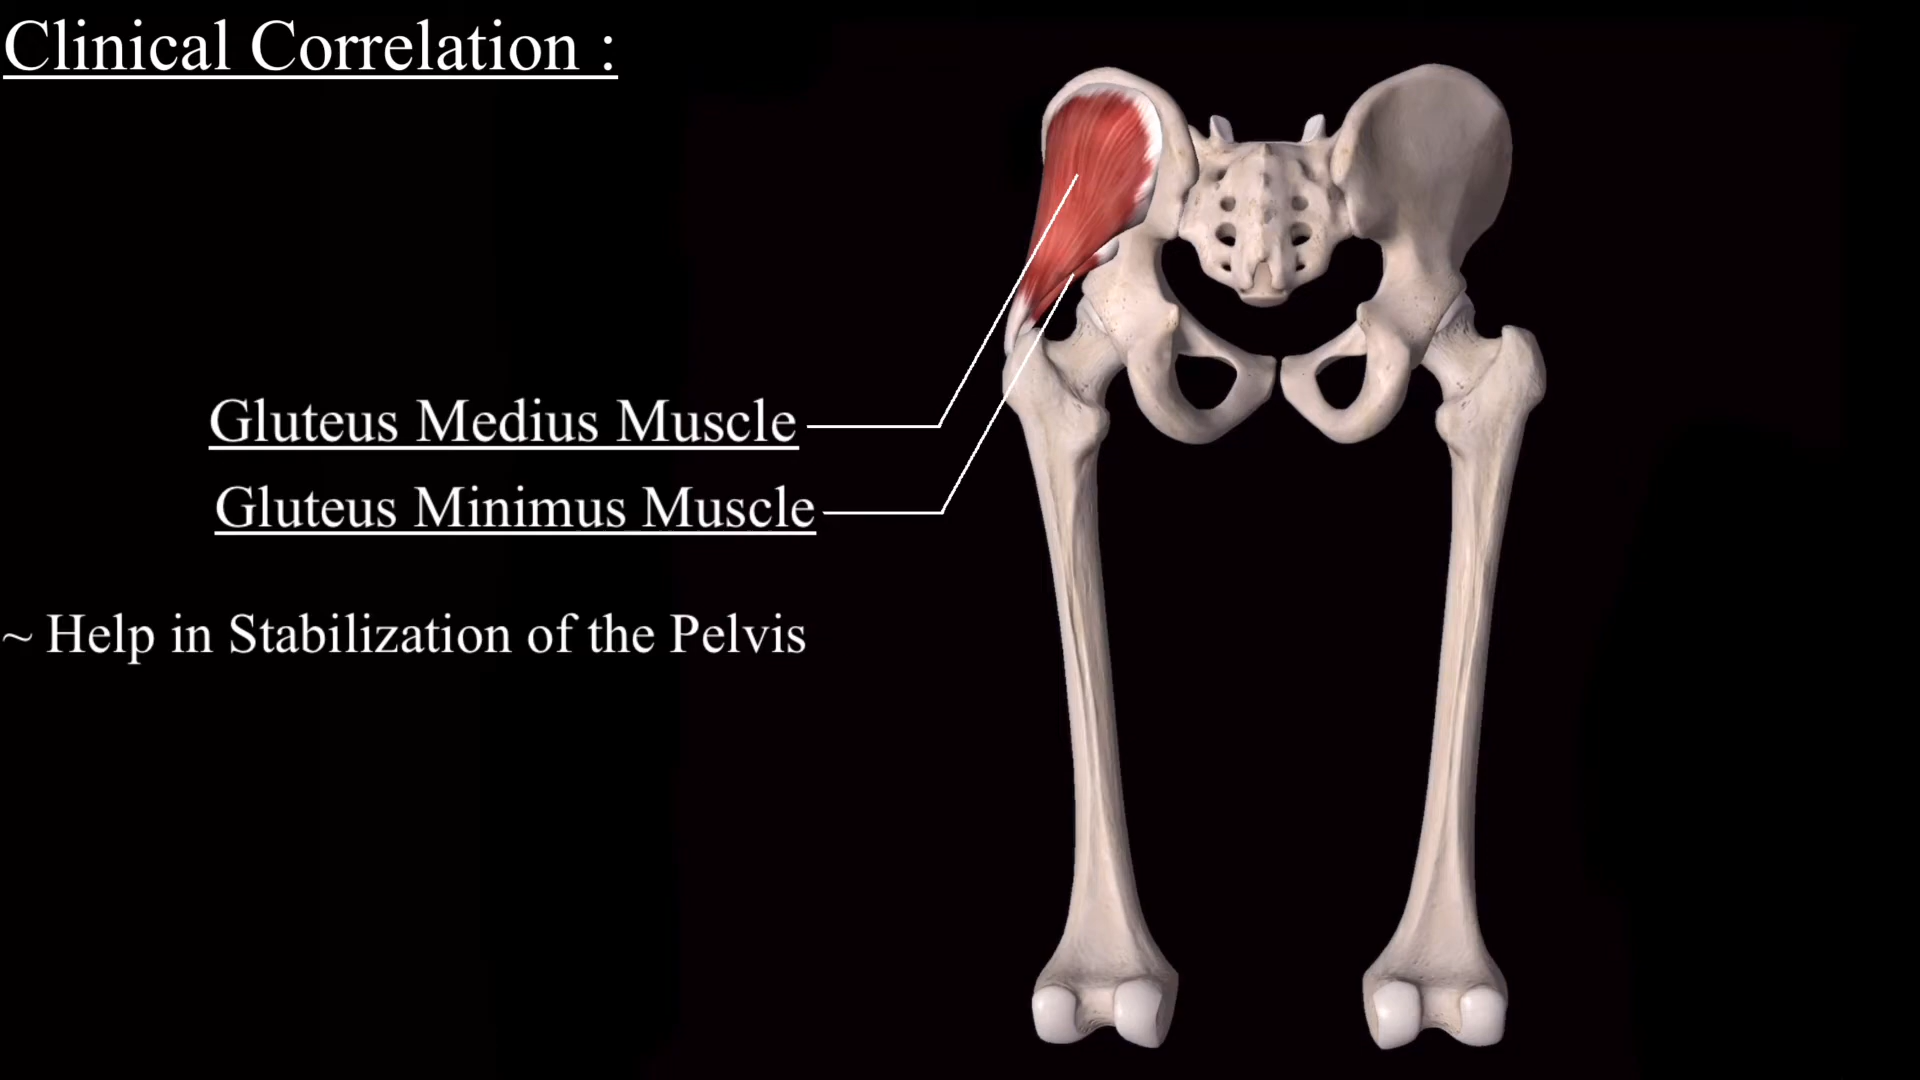 Clinical Correlation :
Gluteus Medius Muscle
Gluteus Minimus Muscle
~ Help in Stabilization of the Pelvis